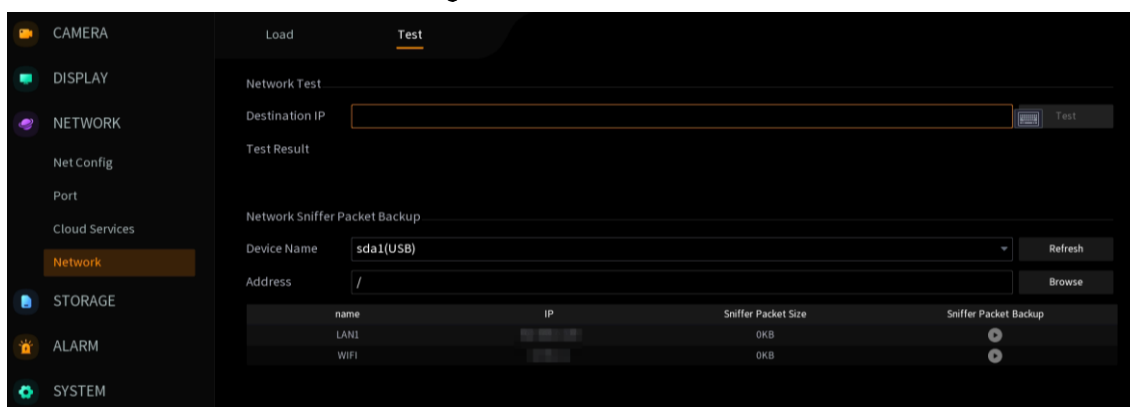 CAMERA
Load Test
DISPLAY
Network Test
Destination IP Test
NETWORK
Test Result
Net Config
Port
Network Sniffer Packet Backup
Cloud Services
Device Name sda1(USB) Refresh
Network
Address / Browse
STORAGE
name IP Sniffer Packet Size Sniffer Packet Backup
LAN1 0KB
ALARM
WIFI 0KB
SYSTEM